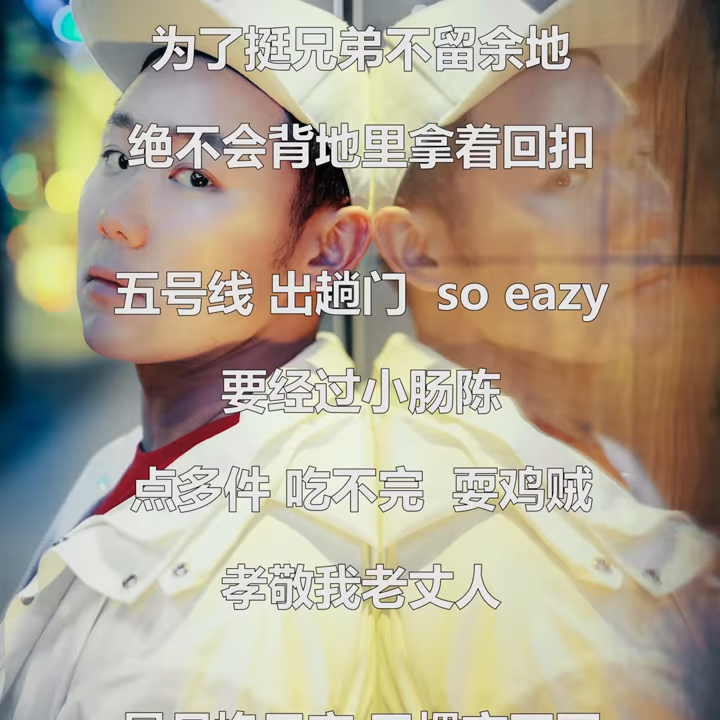 为了挺兄弟不留余地
绝不会背地里拿着回扣
五号线 出趟门 so eazy
要经过小肠陈
点多件 吃不完 耍鸡贼
孝敬我老丈人